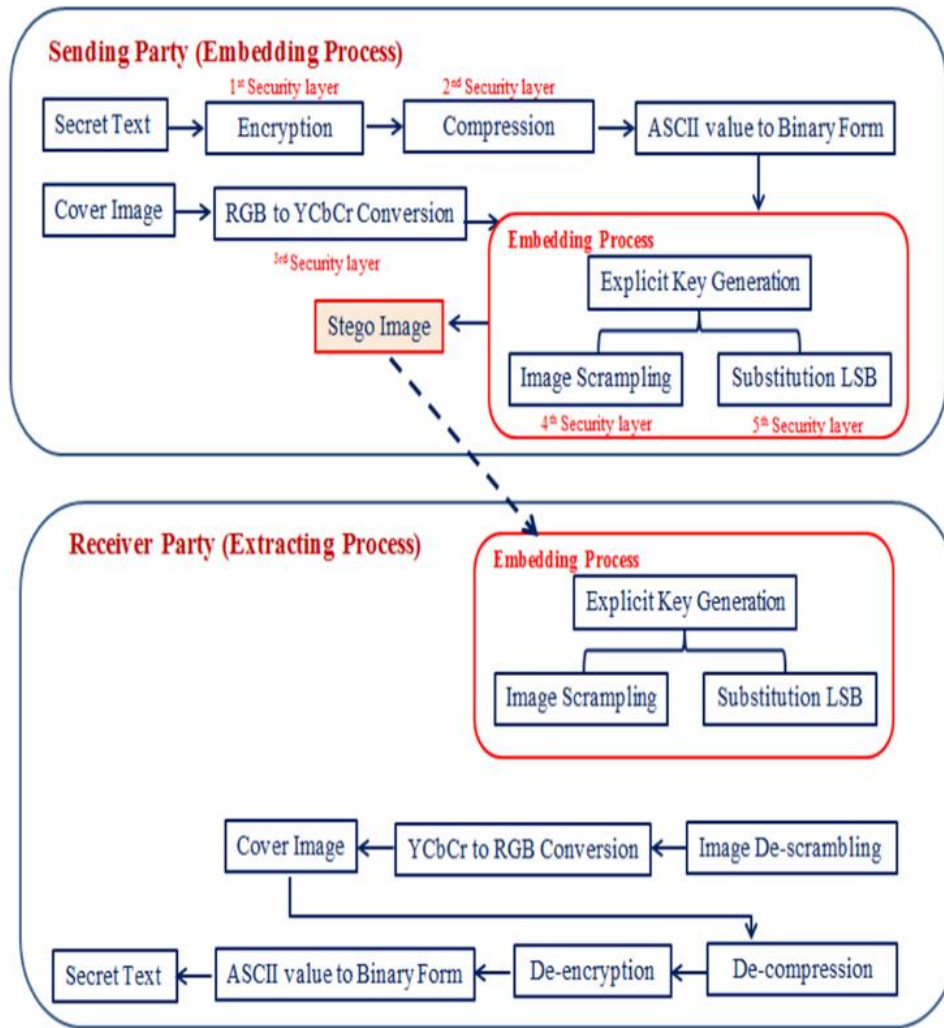 Sending Party (Embedding Process)
1st Security layer
2nd Security layer
Secret Text
Encryption
Compression
ASCII value to Binary Form
Cover Image
RGB to YCbCr Conversion
3rd Security layer
Embedding Process
Explicit Key Generation
Stego Image
Image Scrampling
Substitution LSB
4th Security layer
5th Security layer
Receiver Party (Extracting Process)
Embedding Process
Explicit Key Generation
Image Scrampling
Substitution LSB
Cover Image
YCbCr to RGB Conversion
Image De-scrambling
Secret Text
ASCII value to Binary Form
De-encryption
De-compression